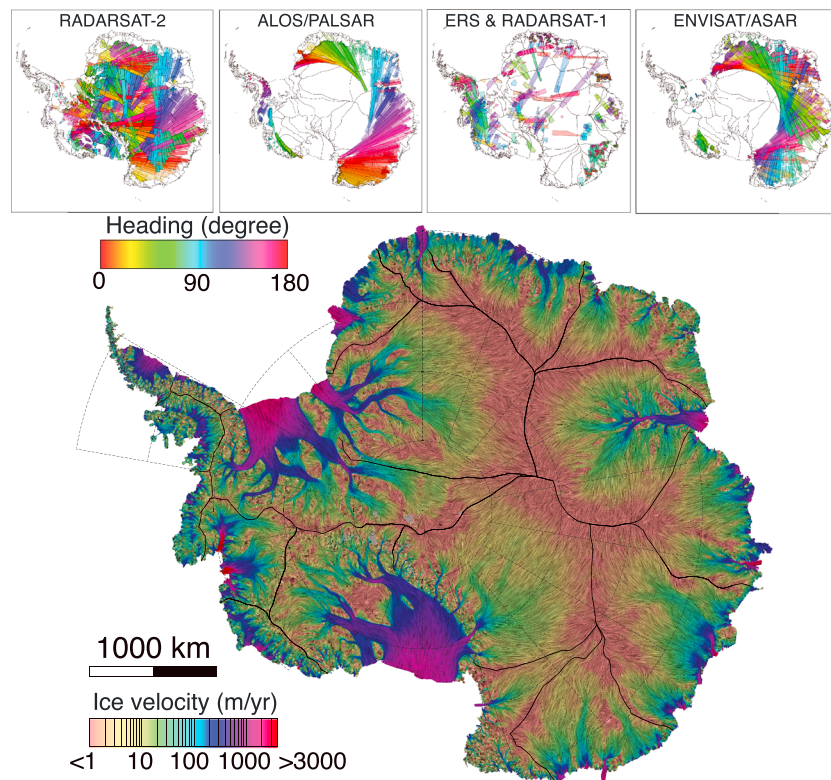 RADARSAT-2
ALOS/PALSAR
ERS & RADARSAT-1
ENVISAT/ASAR
Heading (degree)
0 90 180
1000 km
Ice velocity (m/yr)
<1 10 100 1000 >3000